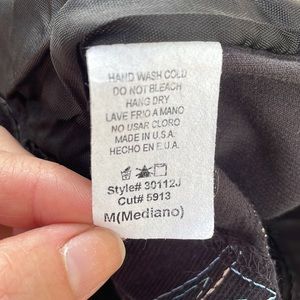 HAND WASH COLD
DO NOT BLEACH
HANG DRY
LAVE FRIO A MANO
NO USAR CLORO
MADE IN U.S.A.
HECHO EN E.U.A.
Style# 30112J
Cut# 5913
M(Mediano)